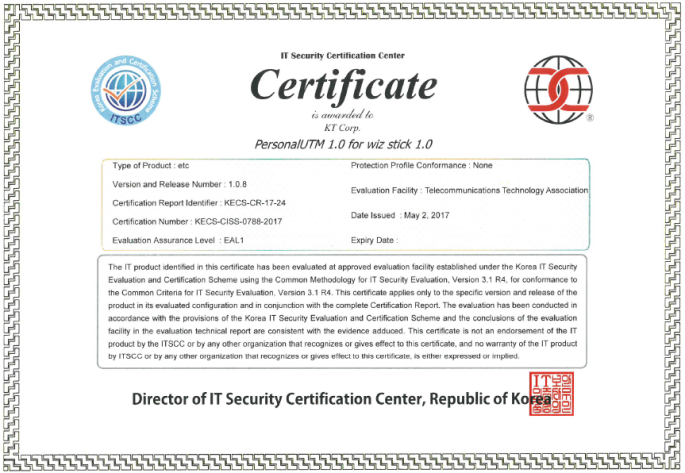 IT Security Certification Center
Korea Evaluation and Certification Scheme
ITSCC
Certificate
is awarded to
KT Corp.
PersonalUTM 1.0 for wiz stick 1.0
®
Type of Product : etc
Version and Release Number : 1.0.8
Certification Report Identifier : KECS-CR-17-24
Certification Number : KECS-CISS-0788-2017
Evaluation Assurance Level : EAL1
Protection Profile Conformance : None
Evaluation Facility : Telecommunications Technology Association
Date Issued : May 2, 2017
Expiry Date :
The IT product identified in this certificate has been evaluated at approved evaluation facility established under the Korea IT Security
Evaluation and Certification Scheme using the Common Methodology for IT Security Evaluation, Version 3.1 R4, for conformance to
the Common Criteria for IT Security Evaluation, Version 3.1 R4. This certificate applies only to the specific version and release of the
product in its evaluated configuration and in conjunction with the complete Certification Report. The evaluation has been conducted in
accordance with the provisions of the Korea IT Security Evaluation and Certification Scheme and the conclusions of the evaluation
facility in the evaluation technical report are consistent with the evidence adduced. This certificate is not an endorsement of the IT
product by the ITSCC or by any other organization that recognizes or gives effect to this certificate, and no warranty of the IT product
by ITSCC or by any other organization that recognizes or gives effect to this certificate, is either expressed or implied.
Director of IT Security Certification Center, Republic of Korea
IT